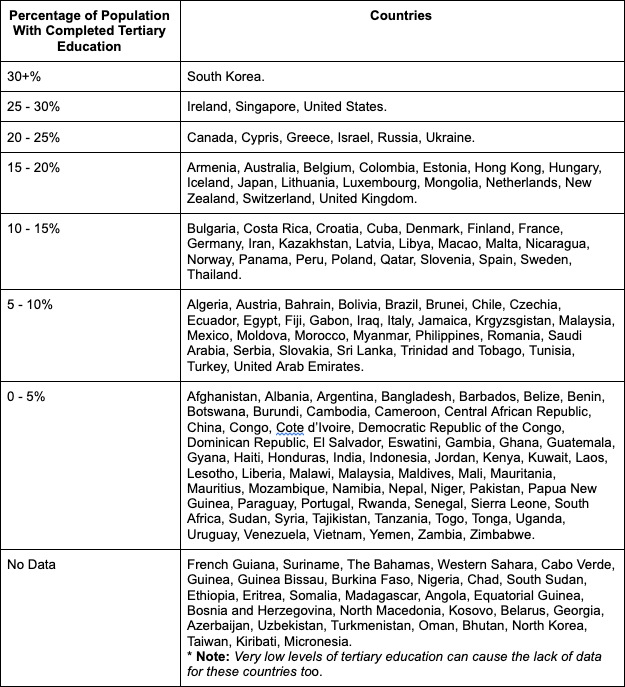 Percentage of Population
With Completed Tertiary
Education
Countries
30+%
South Korea.
25 - 30%
Ireland, Singapore, United States.
20 - 25%
Canada, Cypris, Greece, Israel, Russia, Ukraine.
15 - 20%
Armenia, Australia, Belgium, Colombia, Estonia, Hong Kong, Hungary,
Iceland, Japan, Lithuania, Luxembourg, Mongolia, Netherlands, New
Zealand, Switzerland, United Kingdom.
10 - 15%
Bulgaria, Costa Rica, Croatia, Cuba, Denmark, Finland, France,
Germany, Iran, Kazakhstan, Latvia, Libya, Macao, Malta, Nicaragua,
Norway, Panama, Peru, Poland, Qatar, Slovenia, Spain, Sweden,
Thailand.
5 - 10%
Algeria, Austria, Bahrain, Bolivia, Brazil, Brunei, Chile, Czechia,
Ecuador, Egypt, Fiji, Gabon, Iraq, Italy, Jamaica, Krgyzsgistan, Malaysia,
Mexico, Moldova, Morocco, Myanmar, Philippines, Romania, Saudi
Arabia, Serbia, Slovakia, Sri Lanka, Trinidad and Tobago, Tunisia,
Turkey, United Arab Emirates.
0 - 5%
Afghanistan, Albania, Argentina, Bangladesh, Barbados, Belize, Benin,
Botswana, Burundi, Cambodia, Cameroon, Central African Republic,
China, Congo, Cote d'Ivoire, Democratic Republic of the Congo,
Dominican Republic, El Salvador, Eswatini, Gambia, Ghana, Guatemala,
Gyana, Haiti, Honduras, India, Indonesia, Jordan, Kenya, Kuwait, Laos,
Lesotho, Liberia, Malawi, Malaysia, Maldives, Mali, Mauritania,
Mauritius, Mozambique, Namibia, Nepal, Niger, Pakistan, Papua New
Guinea, Paraguay, Portugal, Rwanda, Senegal, Sierra Leone, South
Africa, Sudan, Syria, Tajikistan, Tanzania, Togo, Tonga, Uganda,
Uruguay, Venezuela, Vietnam, Yemen, Zambia, Zimbabwe.
No Data
French Guiana, Suriname, The Bahamas, Western Sahara, Cabo Verde,
Guinea, Guinea Bissau, Burkina Faso, Nigeria, Chad, South Sudan,
Ethiopia, Eritrea, Somalia, Madagascar, Angola, Equatorial Guinea,
Bosnia and Herzegovina, North Macedonia, Kosovo, Belarus, Georgia,
Azerbaijan, Uzbekistan, Turkmenistan, Oman, Bhutan, North Korea,
Taiwan, Kiribati, Micronesia.
* Note: Very low levels of tertiary education can cause the lack of data
for these countries too.